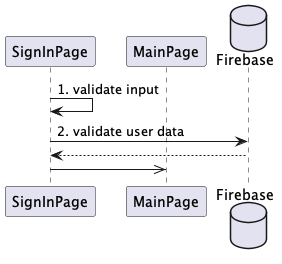 SignInPage
MainPage
Firebase
1. validate input
2. validate user data
SignInPage
MainPage
Firebase